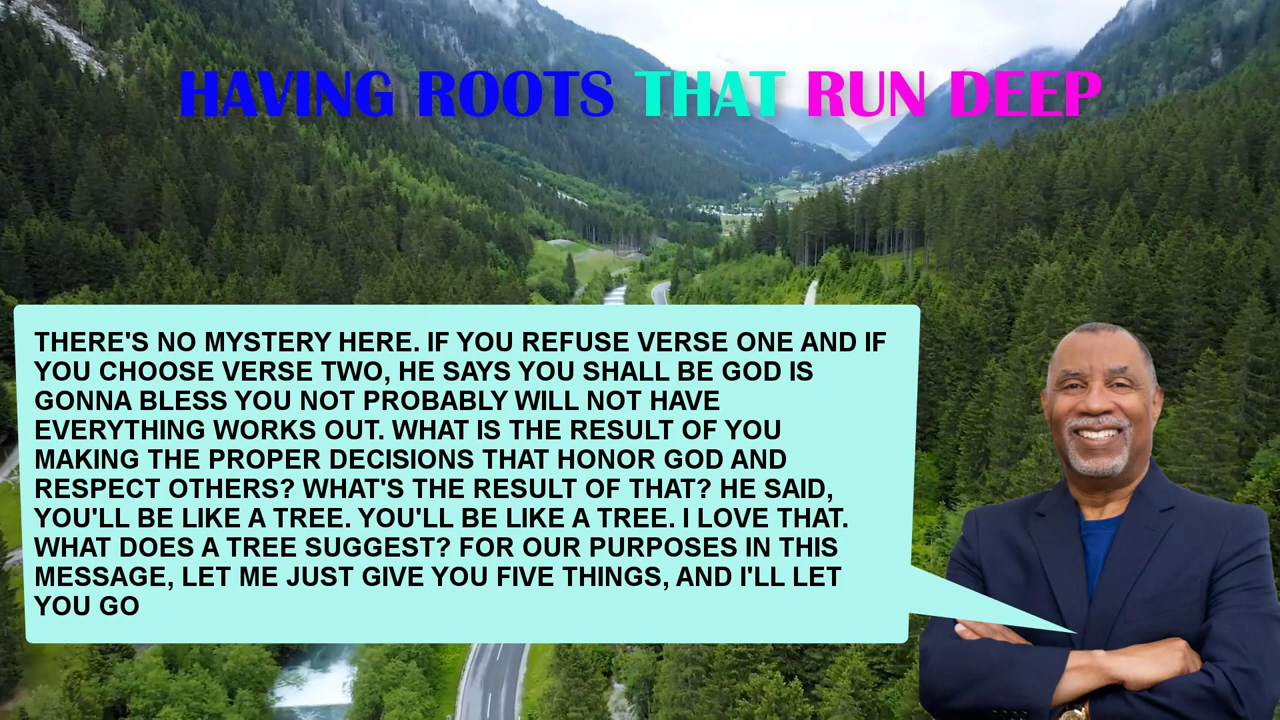 HAVING ROOTS THAT RUN DEEP
THERE'S NO MYSTERY HERE. IF YOU REFUSE VERSE ONE AND IF
YOU CHOOSE VERSE TWO, HE SAYS YOU SHALL BE GOD IS
GONNA BLESS YOU NOT PROBABLY WILL NOT HAVE
EVERYTHING WORKS OUT. WHAT IS THE RESULT OF YOU
MAKING THE PROPER DECISIONS THAT HONOR GOD AND
RESPECT OTHERS? WHAT'S THE RESULT OF THAT? HE SAID,
YOU'LL BE LIKE A TREE. YOU'LL BE LIKE A TREE. I LOVE THAT.
WHAT DOES A TREE SUGGEST? FOR OUR PURPOSES IN THIS
MESSAGE, LET ME JUST GIVE YOU FIVE THINGS, AND I'LL LET
YOU GO